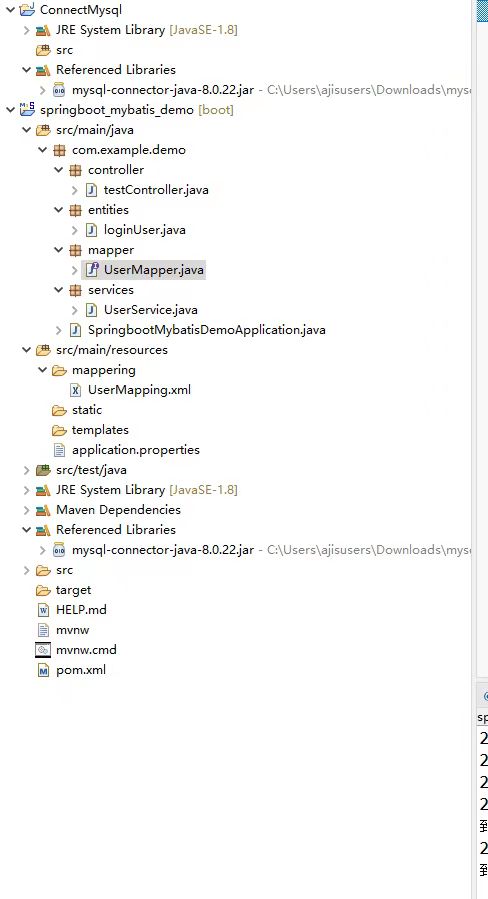 ConnectMysql
JRE System Library [JavaSE-1.8]
src
Referenced Libraries
mysql-connector-java-8.0.22.jar - C:\Users\ajisusers\Downloads\mysc
springboot_mybatis_demo [boot]
src/main/java
com.example.demo
controller
testController.java
entities
loginUser.java
mapper
UserMapper.java
services
UserService.java
SpringbootMybatisDemoApplication.java
src/main/resources
mappering
UserMapping.xml
static
templates
application.properties
src/test/java
JRE System Library [JavaSE-1.8]
Maven Dependencies
Referenced Libraries
mysql-connector-java-8.0.22.jar - C:\Users\ajisusers\Downloads\mysc
src
target
HELP.md
mvnw
mvnw.cmd
pom.xml
sp
2
2
2
2
到
2
到